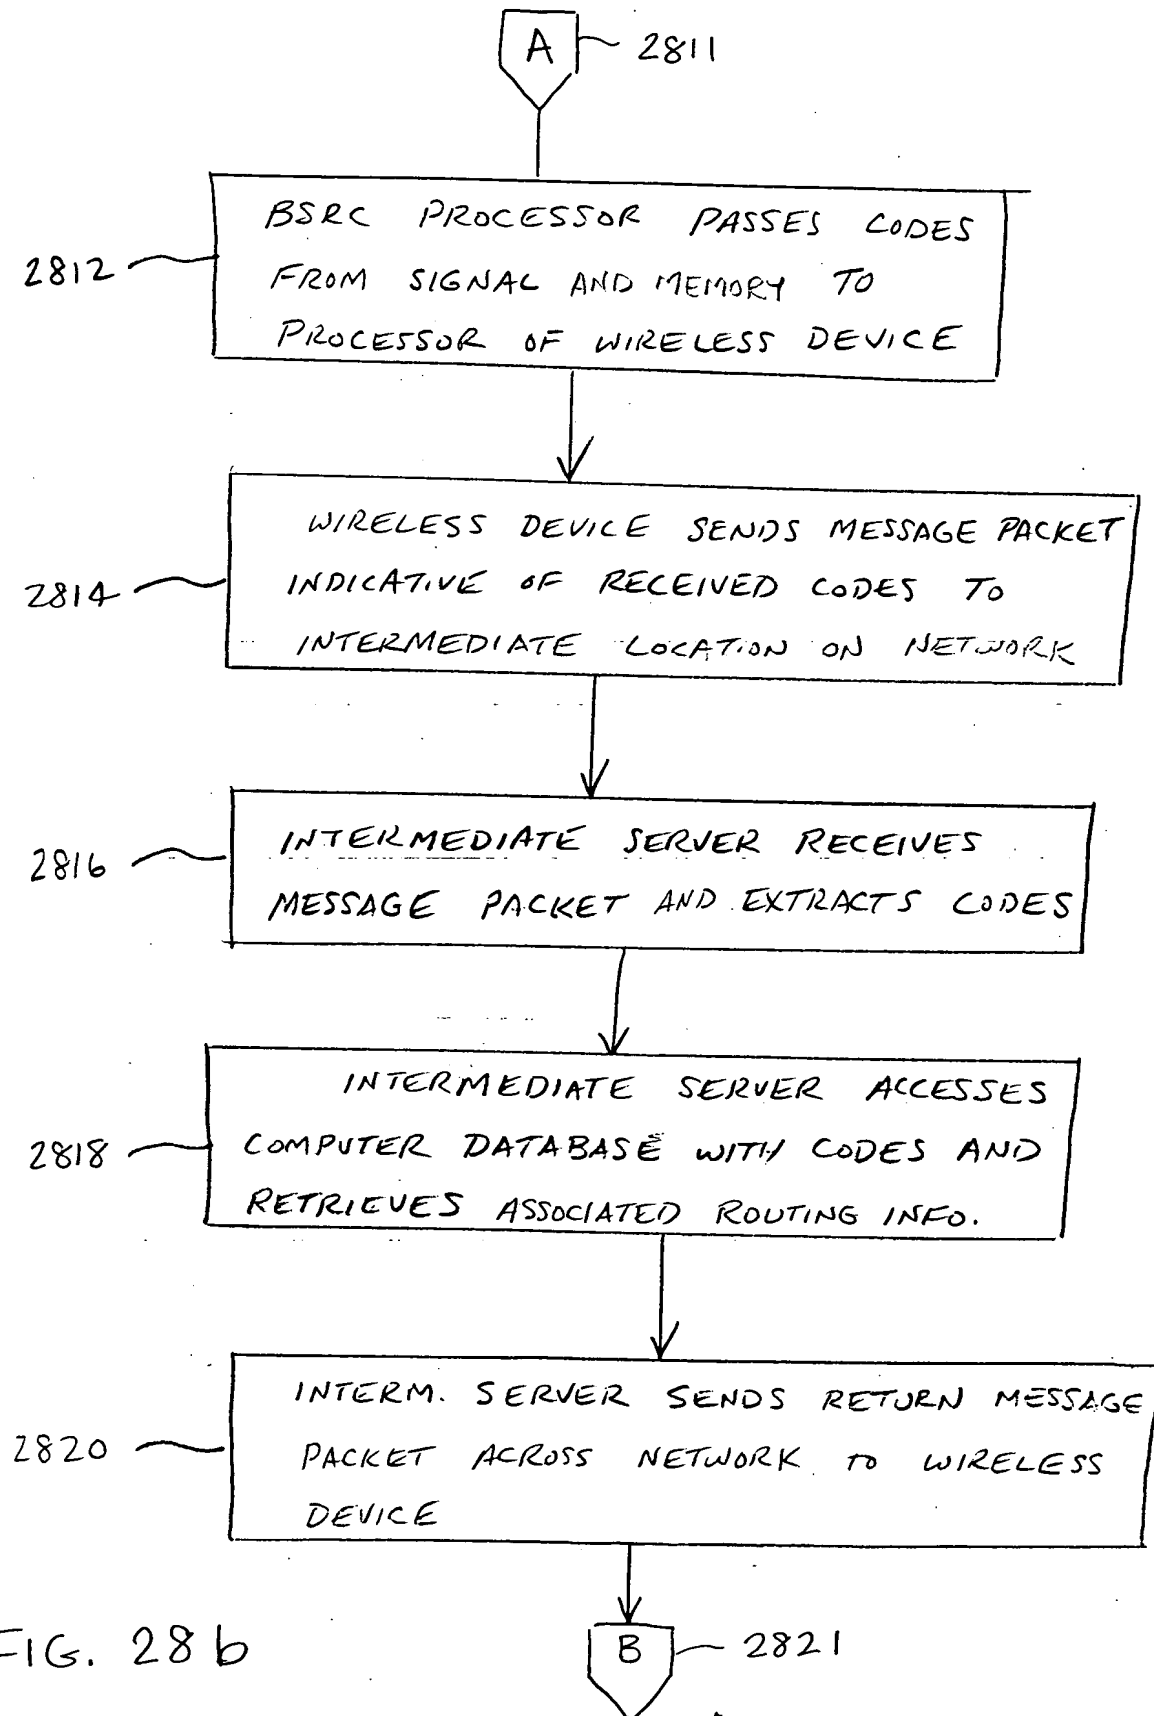 A 2811
BSRC PROCESSOR PASSES CODES
2812
FROM SIGNAL AND MEMORY TO
PROCESSOR OF WIRELESS DEVICE
WIRELESS DEVICE SENDS MESSAGE PACKET
2814
INDICATIVE OF RECEIVED CODES TO
INTERMEDIATE LOCATION ON NETWORK
INTERMEDIATE SERVER RECEIVES
2816
MESSAGE PACKET AND EXTRACTS CODES
INTERMEDIATE SERVER ACCESSES
2818
COMPUTER DATABASE WITH CODES AND
RETRIEVES ASSOCIATED ROUTING INFO.
INTERM. SERVER SENDS RETURN MESSAGE
2820
PACKET ACROSS NETWORK TO WIRELESS
DEVICE
B 2821
FIG. 28b